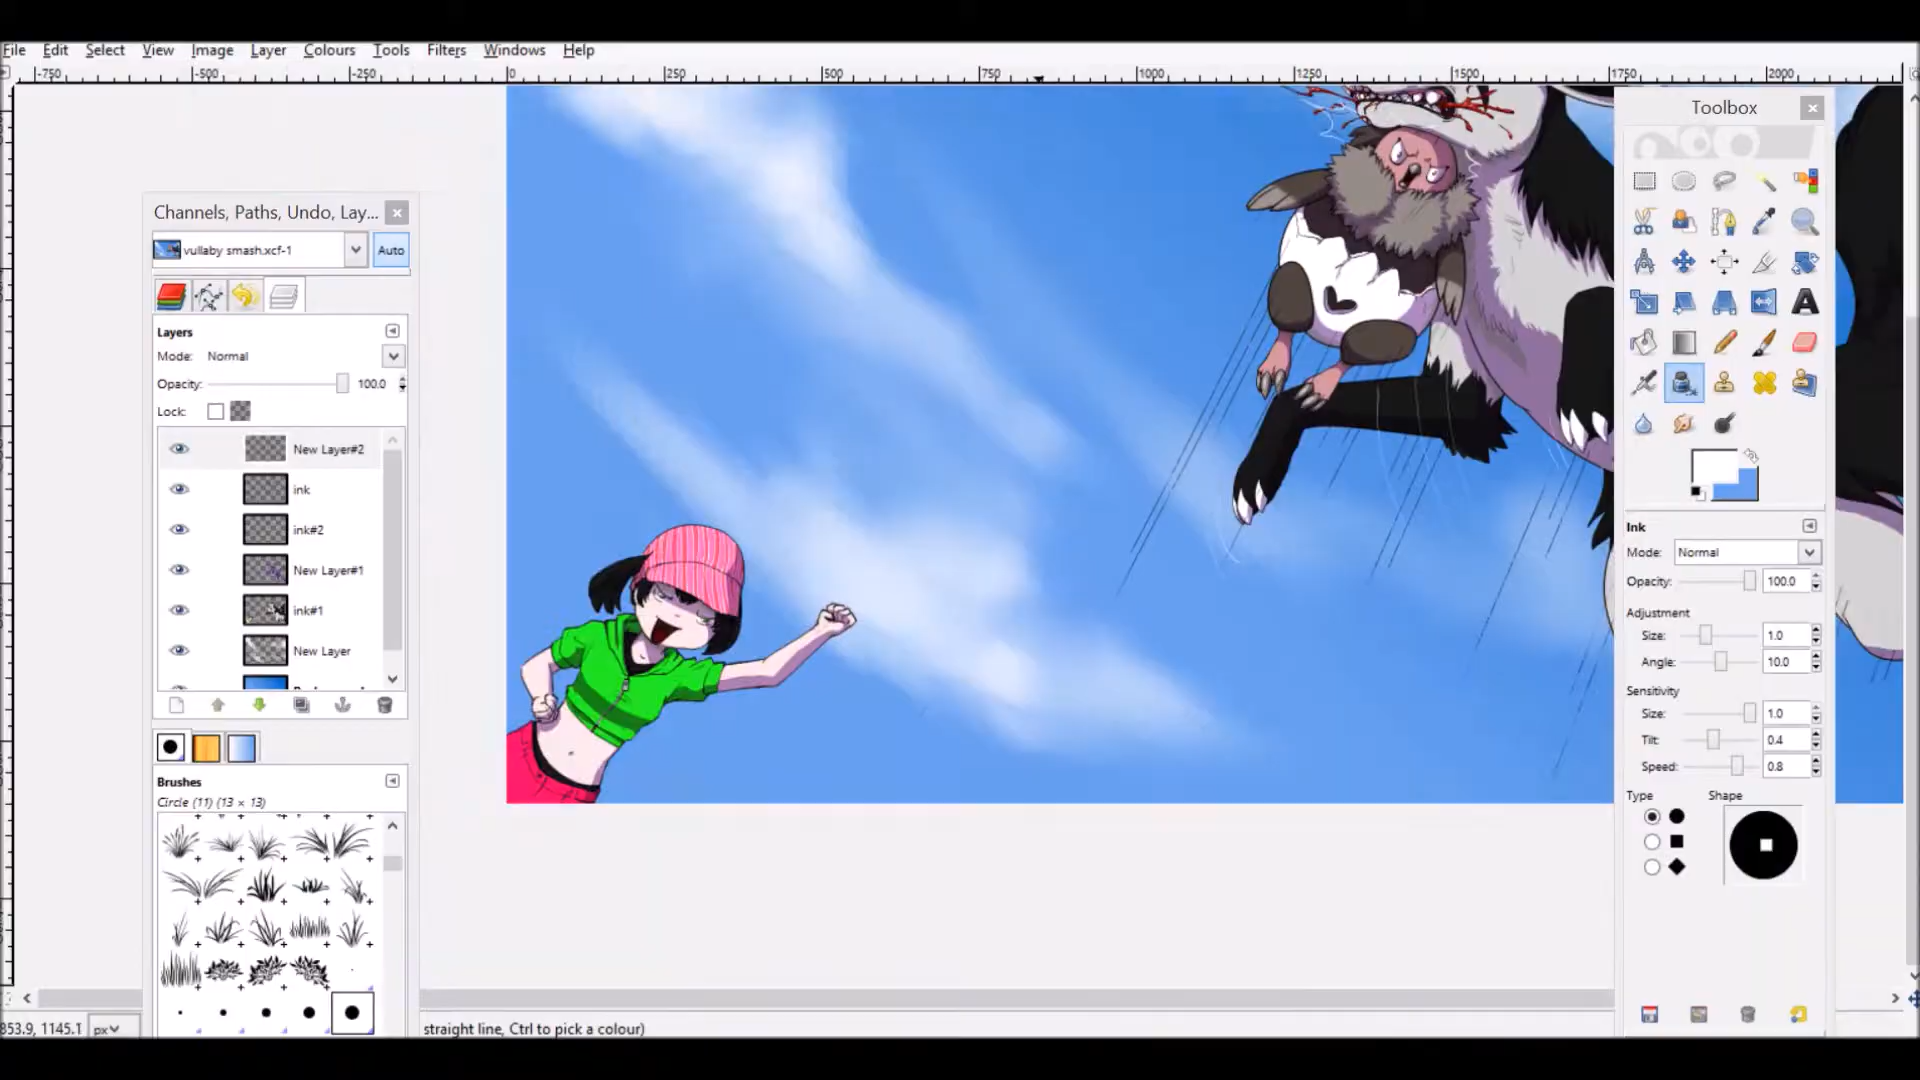 File Edit Select View Image Layer Colours Tools Filters Windows Help
-750 -500 -250 0 250 500 750 1000 1250 1500 1750 2000
Toolbox
Channels, Paths, Undo, Lay...
vullaby smash.xcf-1
Auto
Layers
Mode: Normal
Opacity: 100.0
Lock:
New Layer#2
ink
ink#2
New Layer#1
ink#1
New Layer
Brushes
Circle (11) (13 × 13)
Ink
Mode: Normal
Opacity: 100.0
Adjustment
Size: 1.0
Angle: 10.0
Sensitivity
Size: 1.0
Tilt: 0.4
Speed: 0.8
Type Shape
853.9, 1145.1 px straight line, Ctrl to pick a colour)